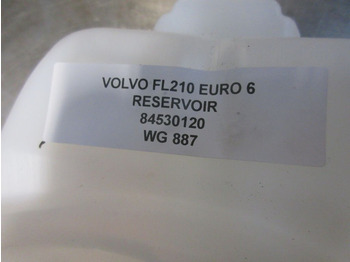 VOLVO FL210 EURO 6
RESERVOIR
84530120
WG 887